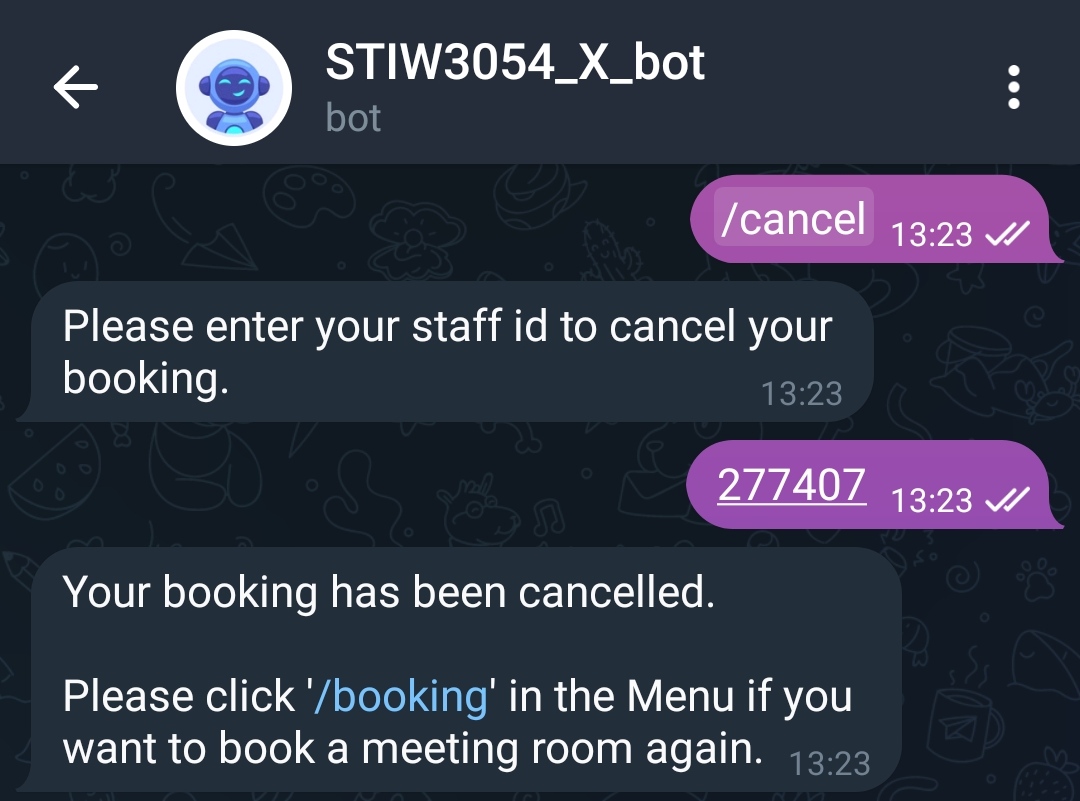 STIW3054_X_bot
bot
/cancel 13:23
Please enter your staff id to cancel your
booking. 13:23
277407 13:23
Your booking has been cancelled.
Please click '/booking' in the Menu if you
want to book a meeting room again. 13:23